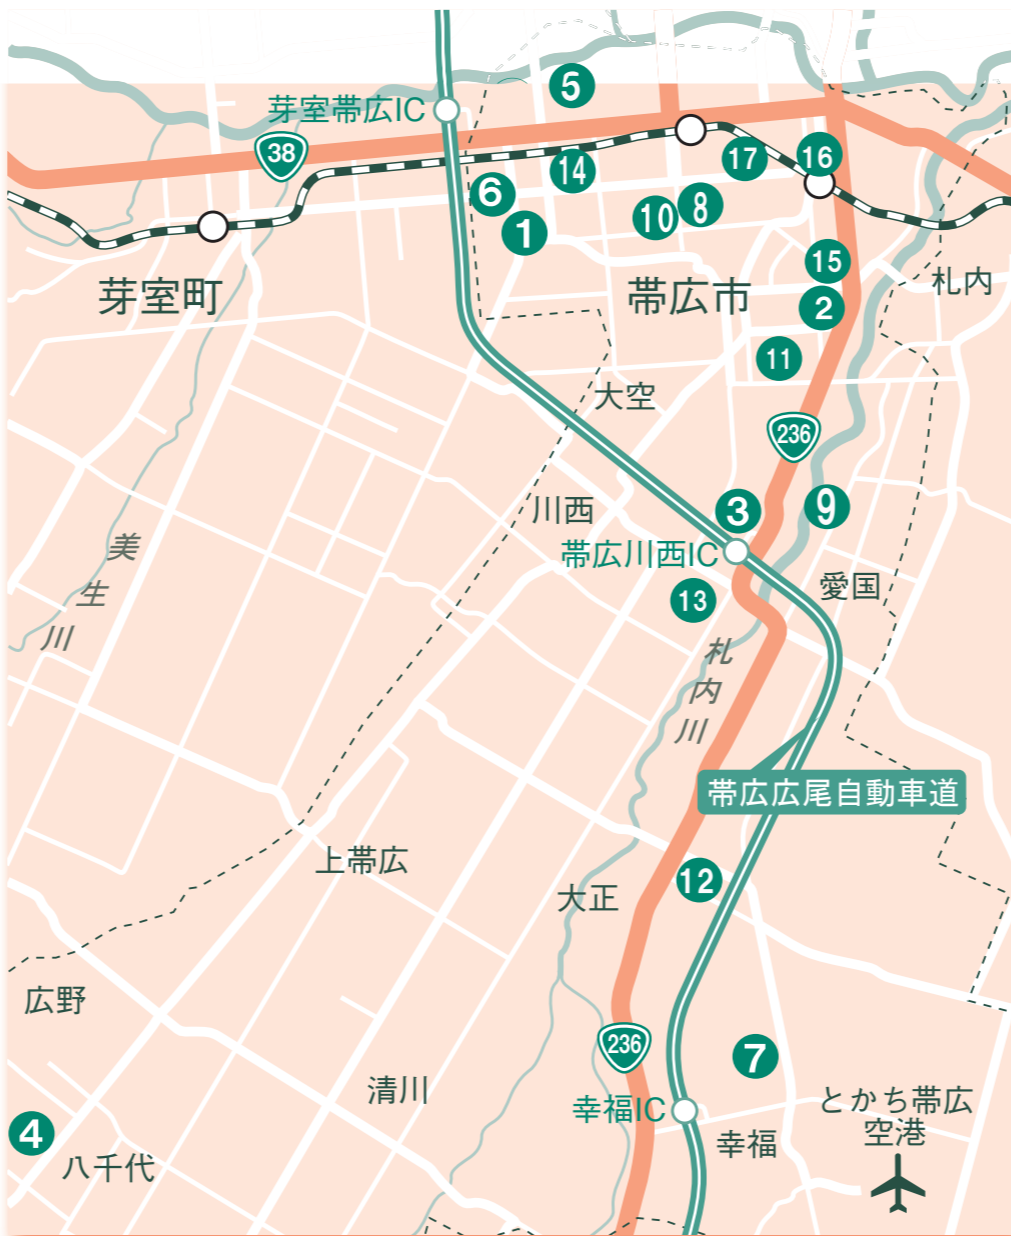 5
芽室帯広IC
38
14
17
16
6
1
10
8
15
芽室町
帯広市
札内
2
11
大空
236
川西
3
9
帯広川西IC
愛国
13
美生川
札内川
帯広広尾自動車道
上帯広
大正
12
広野
236
7
清川
幸福IC
とかち帯広
空港
4
八千代
幸福